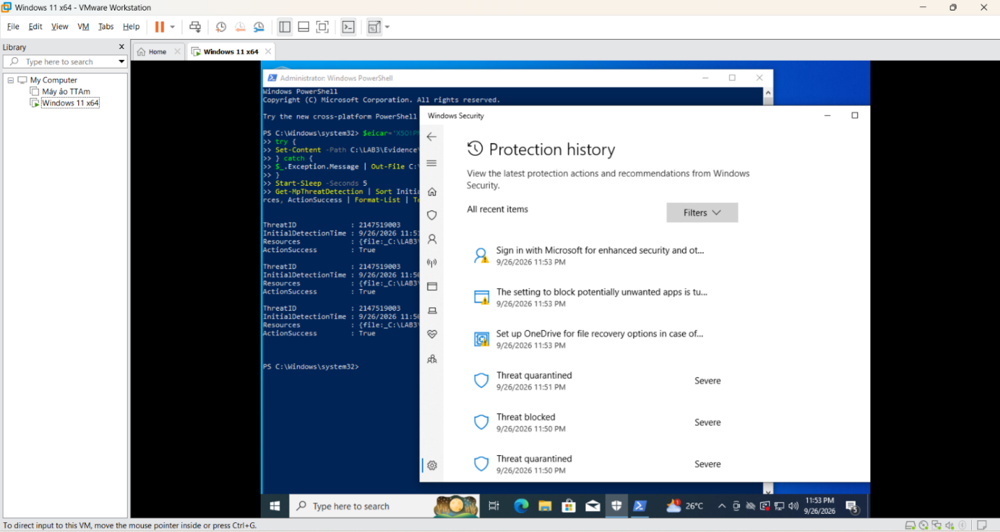 Windows 11 x64 - VMware Workstation
File Edit View VM Tabs Help
Library
Type here to search
My Computer
Máy ảo TTAm
Windows 11 x64
Home
Windows 11 x64
Administrator: Windows PowerShell
Windows PowerShell
Copyright (C) Microsoft Corporation. All rights reserved.
Try the new cross-platform PowerShell
PS C:\Windows\system32> $eicar='X5O!P
>> try {
>> Set-Content -Path C:\LAB3\Evidence
>> } catch {
>> $_.Exception.Message | Out-File C:
>> }
>> Start-Sleep -Seconds 5
>> Get-MpThreatDetection | Sort Initia
rces, ActionSuccess | Format-List | Te
ThreatID : 2147519003
InitialDetectionTime : 9/26/2026 11:51
Resources : {file:_C:\LAB3
ActionSuccess : True
ThreatID : 2147519003
InitialDetectionTime : 9/26/2026 11:50
Resources : {file:_C:\LAB3
ActionSuccess : True
ThreatID : 2147519003
InitialDetectionTime : 9/26/2026 11:50
Resources : {file:_C:\LAB3
ActionSuccess : True
PS C:\Windows\system32>
Windows Security
Protection history
View the latest protection actions and recommendations from Windows
Security.
All recent items
Filters
Sign in with Microsoft for enhanced security and ot...
9/26/2026 11:53 PM
The setting to block potentially unwanted apps is tu...
9/26/2026 11:53 PM
Set up OneDrive for file recovery options in case of...
9/26/2026 11:53 PM
Threat quarantined
Severe
9/26/2026 11:51 PM
Threat blocked
Severe
9/26/2026 11:50 PM
Threat quarantined
Severe
9/26/2026 11:50 PM
Type here to search
26°C
11:53 PM
9/26/2026
5
To direct input to this VM, move the mouse pointer inside or press Ctrl+G.